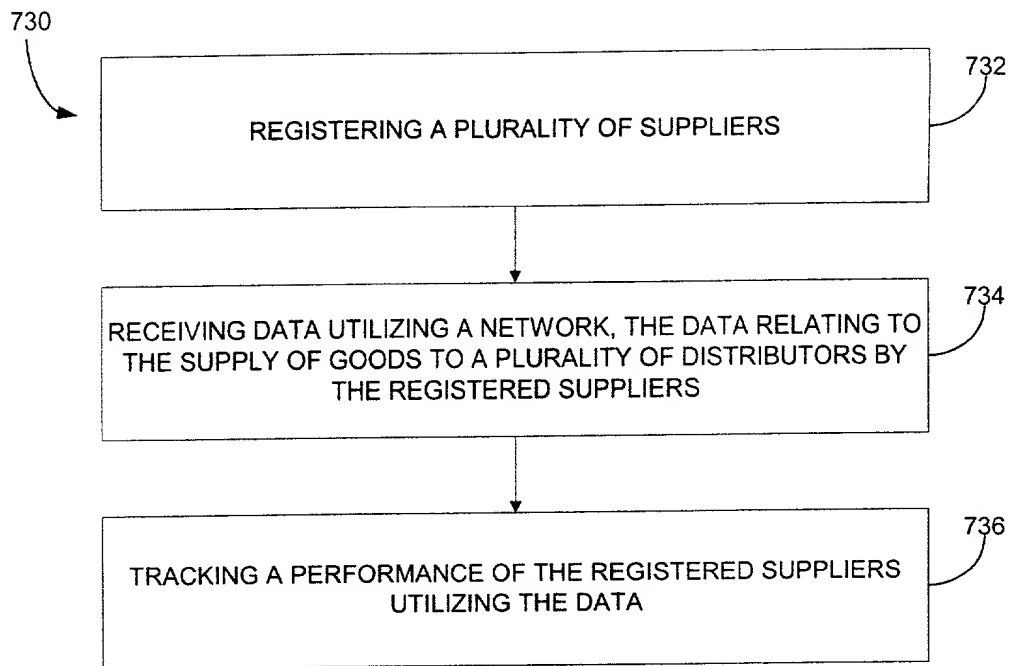 730
732
REGISTERING A PLURALITY OF SUPPLIERS
734
RECEIVING DATA UTILIZING A NETWORK, THE DATA RELATING TO
THE SUPPLY OF GOODS TO A PLURALITY OF DISTRIBUTORS BY
THE REGISTERED SUPPLIERS
736
TRACKING A PERFORMANCE OF THE REGISTERED SUPPLIERS
UTILIZING THE DATA